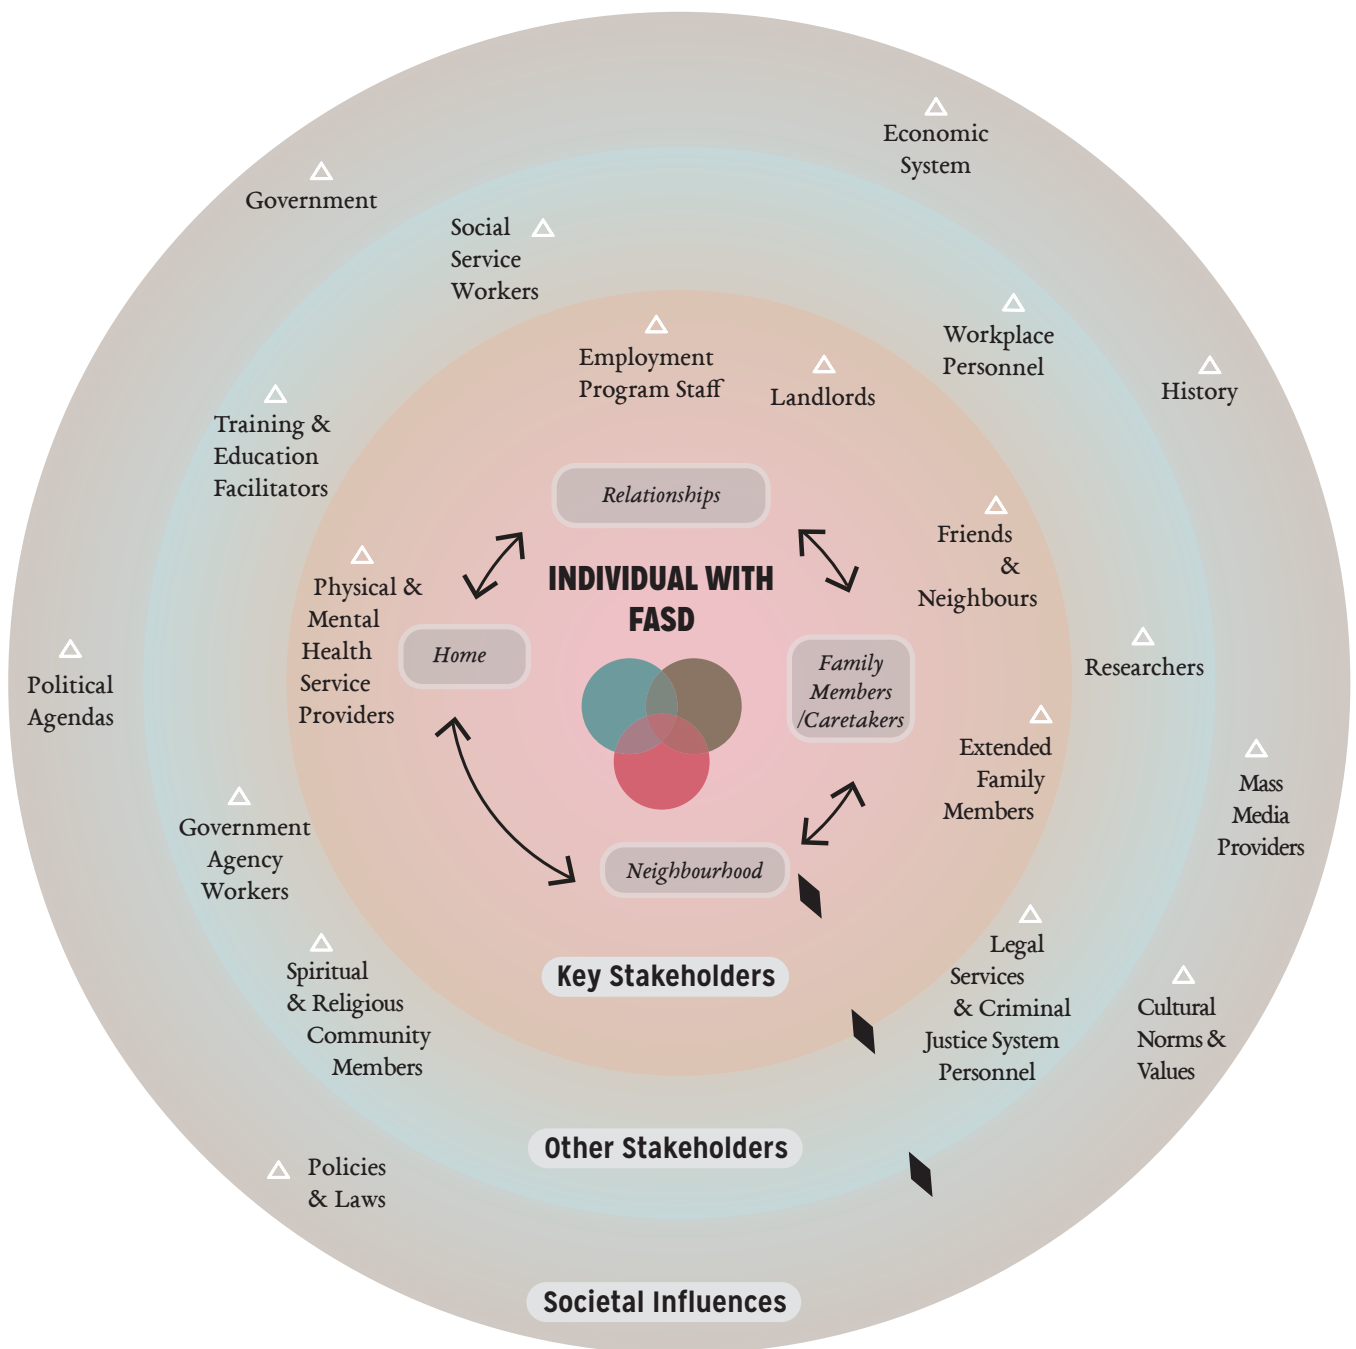 Economic
System
Government
Social
Service
Workers
Workplace
Personnel
Employment
Program Staff
Landlords
History
Training &
Education
Facilitators
Relationships
Friends
&
Neighbours
INDIVIDUAL WITH
FASD
Physical &
Mental
Health
Service
Providers
Home
Family
Members
/Caretakers
Researchers
Political
Agendas
Extended
Family
Members
Mass
Media
Providers
Government
Agency
Workers
Neighbourhood
Spiritual
& Religious
Community
Members
Key Stakeholders
Legal
Services
& Criminal
Justice System
Personnel
Cultural
Norms &
Values
Other Stakeholders
Policies
& Laws
Societal Influences